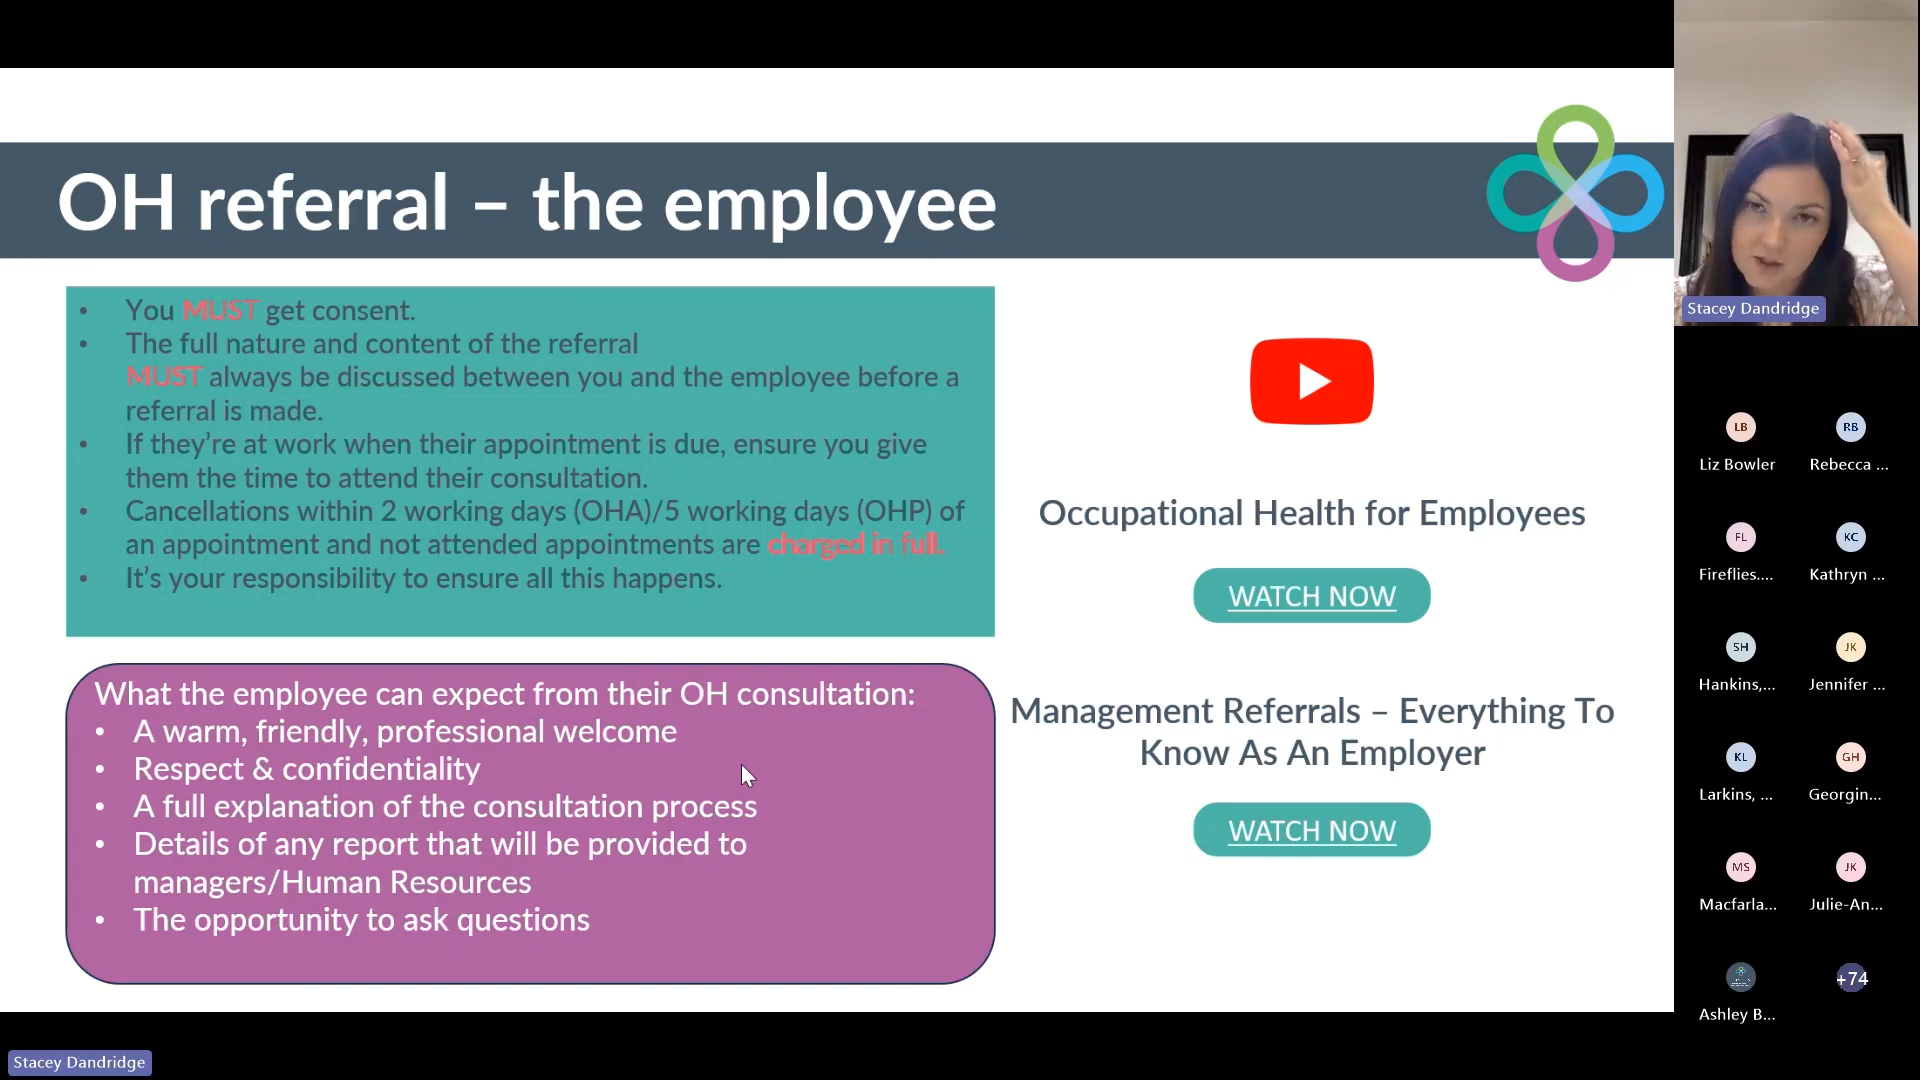 OH referral – the employee
• You MUST get consent.
• The full nature and content of the referral
MUST always be discussed between you and the employee before a
referral is made.
• If they’re at work when their appointment is due, ensure you give
them the time to attend their consultation.
• Cancellations within 2 working days (OHA)/5 working days (OHP) of
an appointment and not attended appointments are charged in full.
• It’s your responsibility to ensure all this happens.
What the employee can expect from their OH consultation:
• A warm, friendly, professional welcome
• Respect & confidentiality
• A full explanation of the consultation process
• Details of any report that will be provided to
managers/Human Resources
• The opportunity to ask questions
Occupational Health for Employees
WATCH NOW
Management Referrals – Everything To
Know As An Employer
WATCH NOW
Stacey Dandridge
LB
RB
Liz Bowler
Rebecca ...
FL
KC
Fireflies....
Kathryn ...
SH
JK
Hankins,...
Jennifer ...
KL
GH
Larkins, ...
Georgin...
MS
JK
Macfarla...
Julie-An...
+74
Ashley B...
Stacey Dandridge